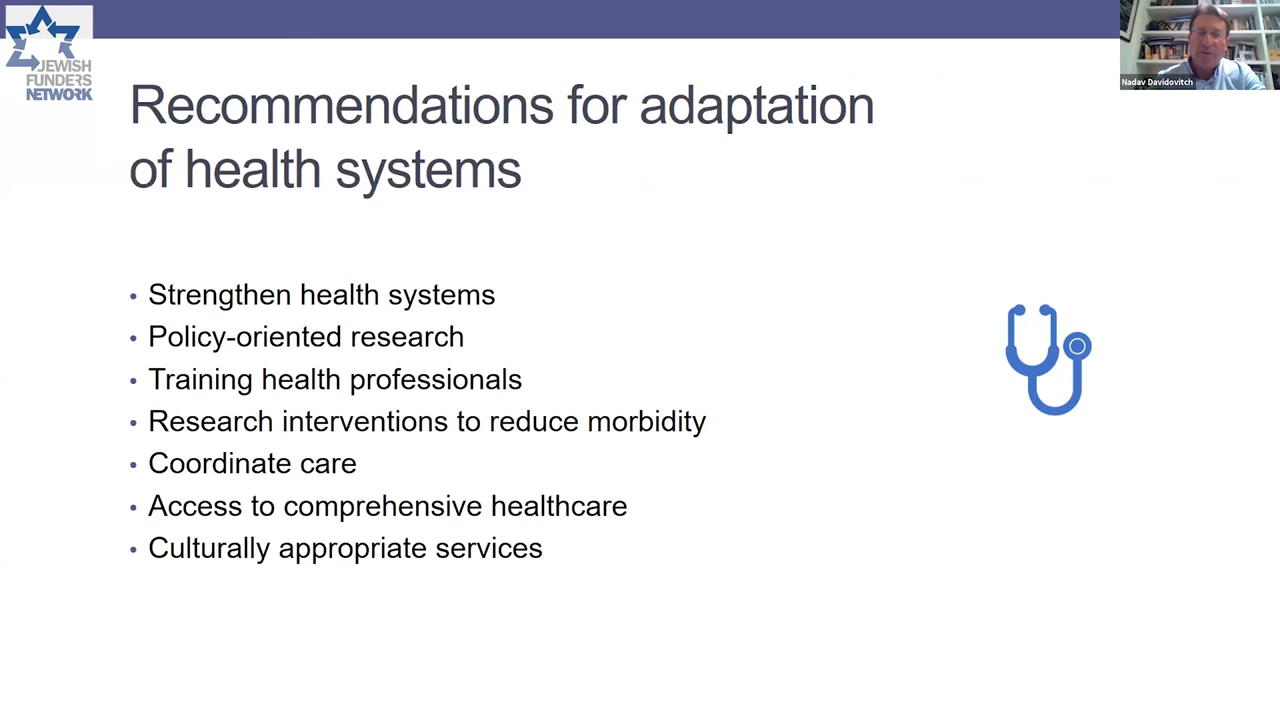 JEWISH
FUNDERS
NETWORK
Nadav Davidovitch
Recommendations for adaptation
of health systems
• Strengthen health systems
• Policy-oriented research
• Training health professionals
• Research interventions to reduce morbidity
• Coordinate care
• Access to comprehensive healthcare
• Culturally appropriate services